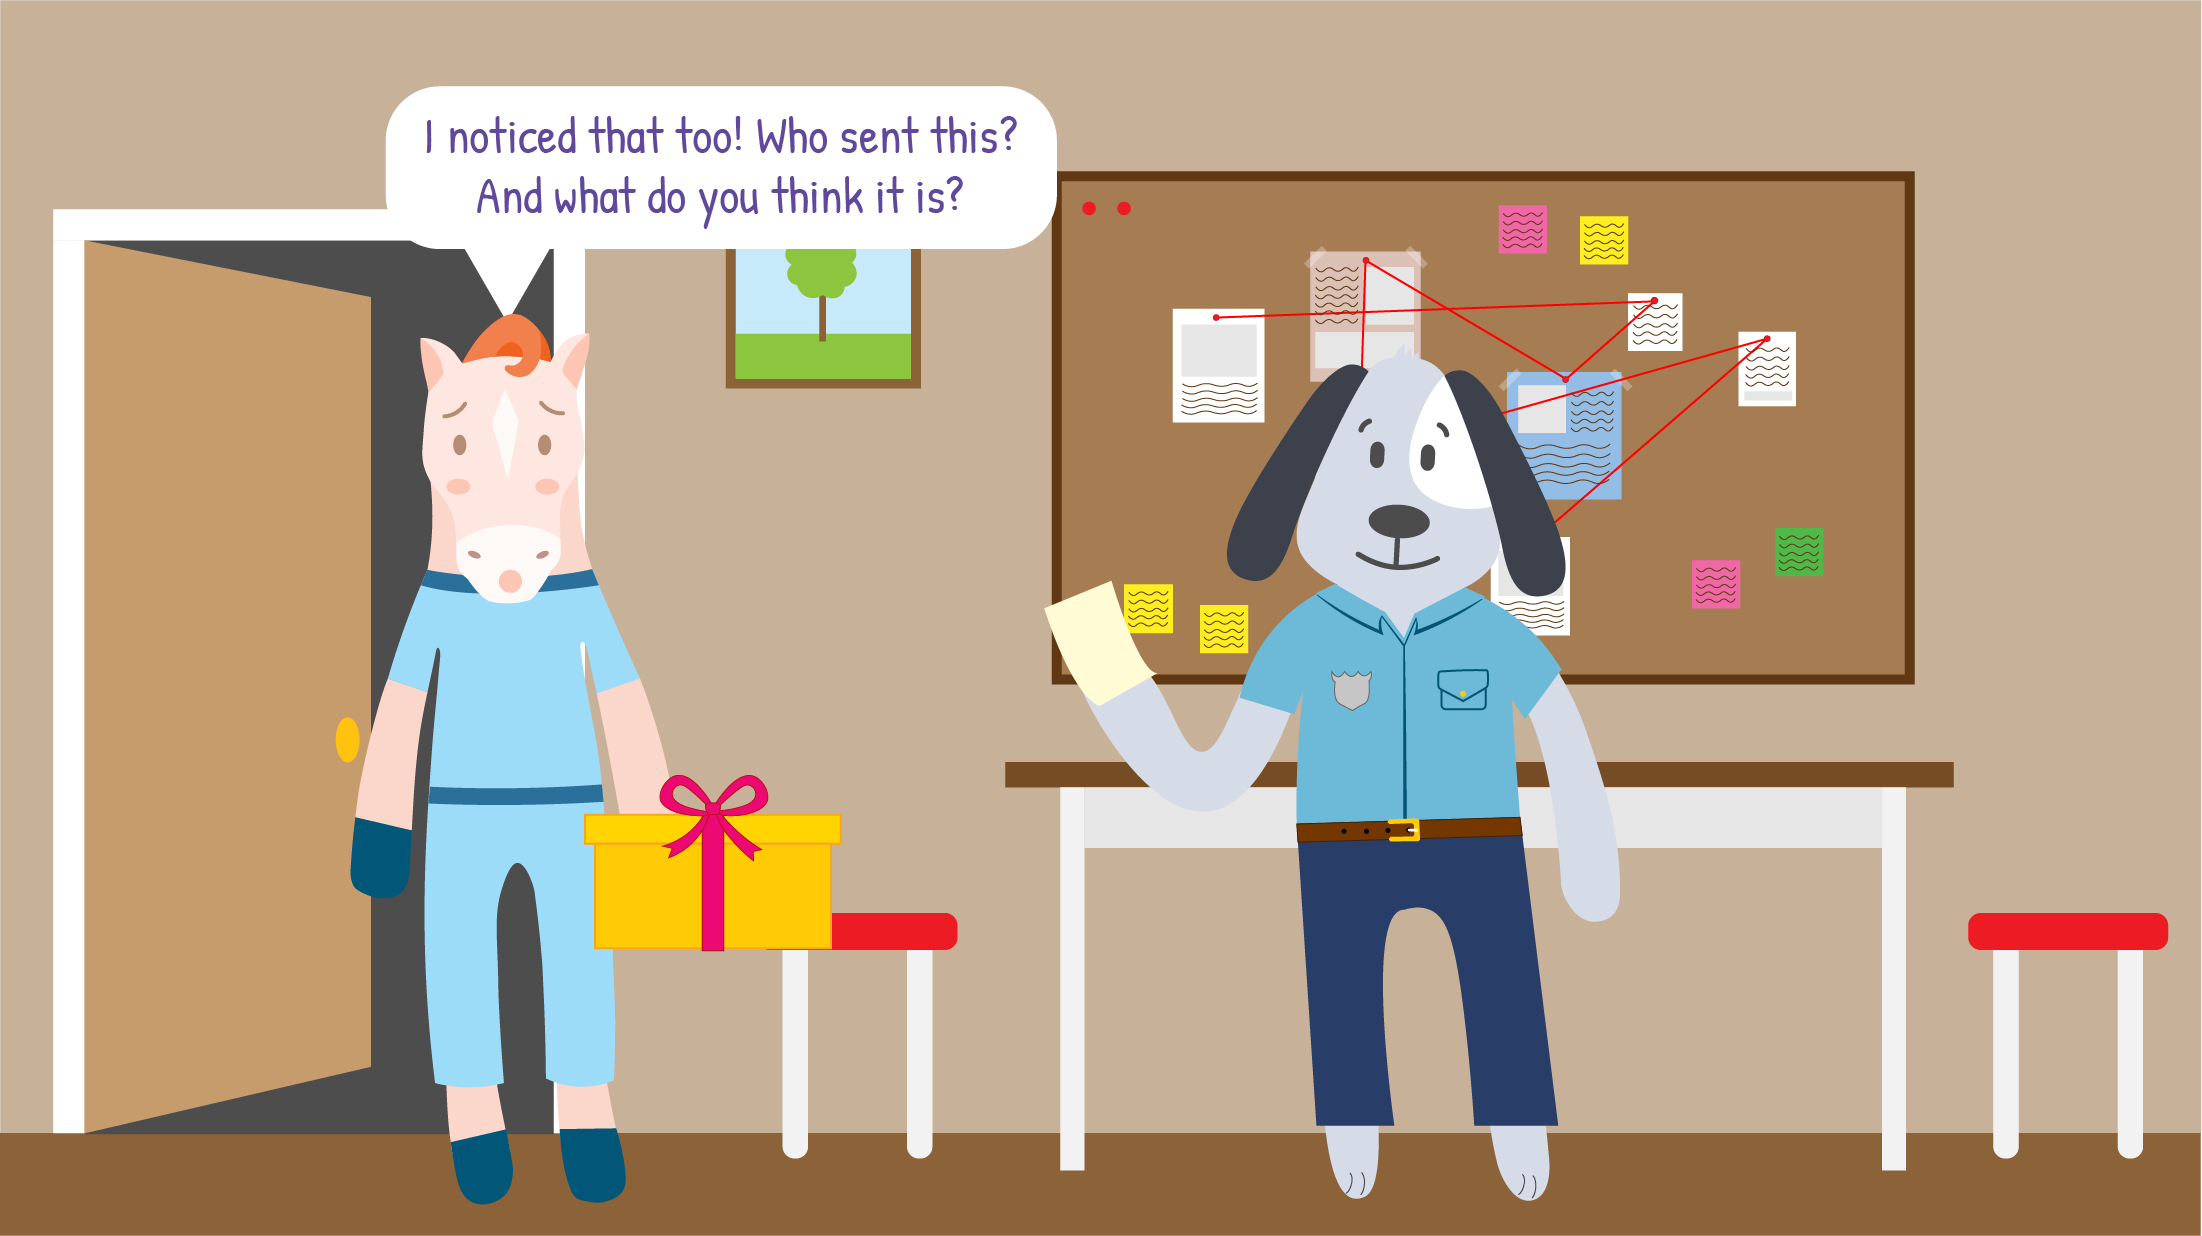 I noticed that too! Who sent this?
And what do you think it is?